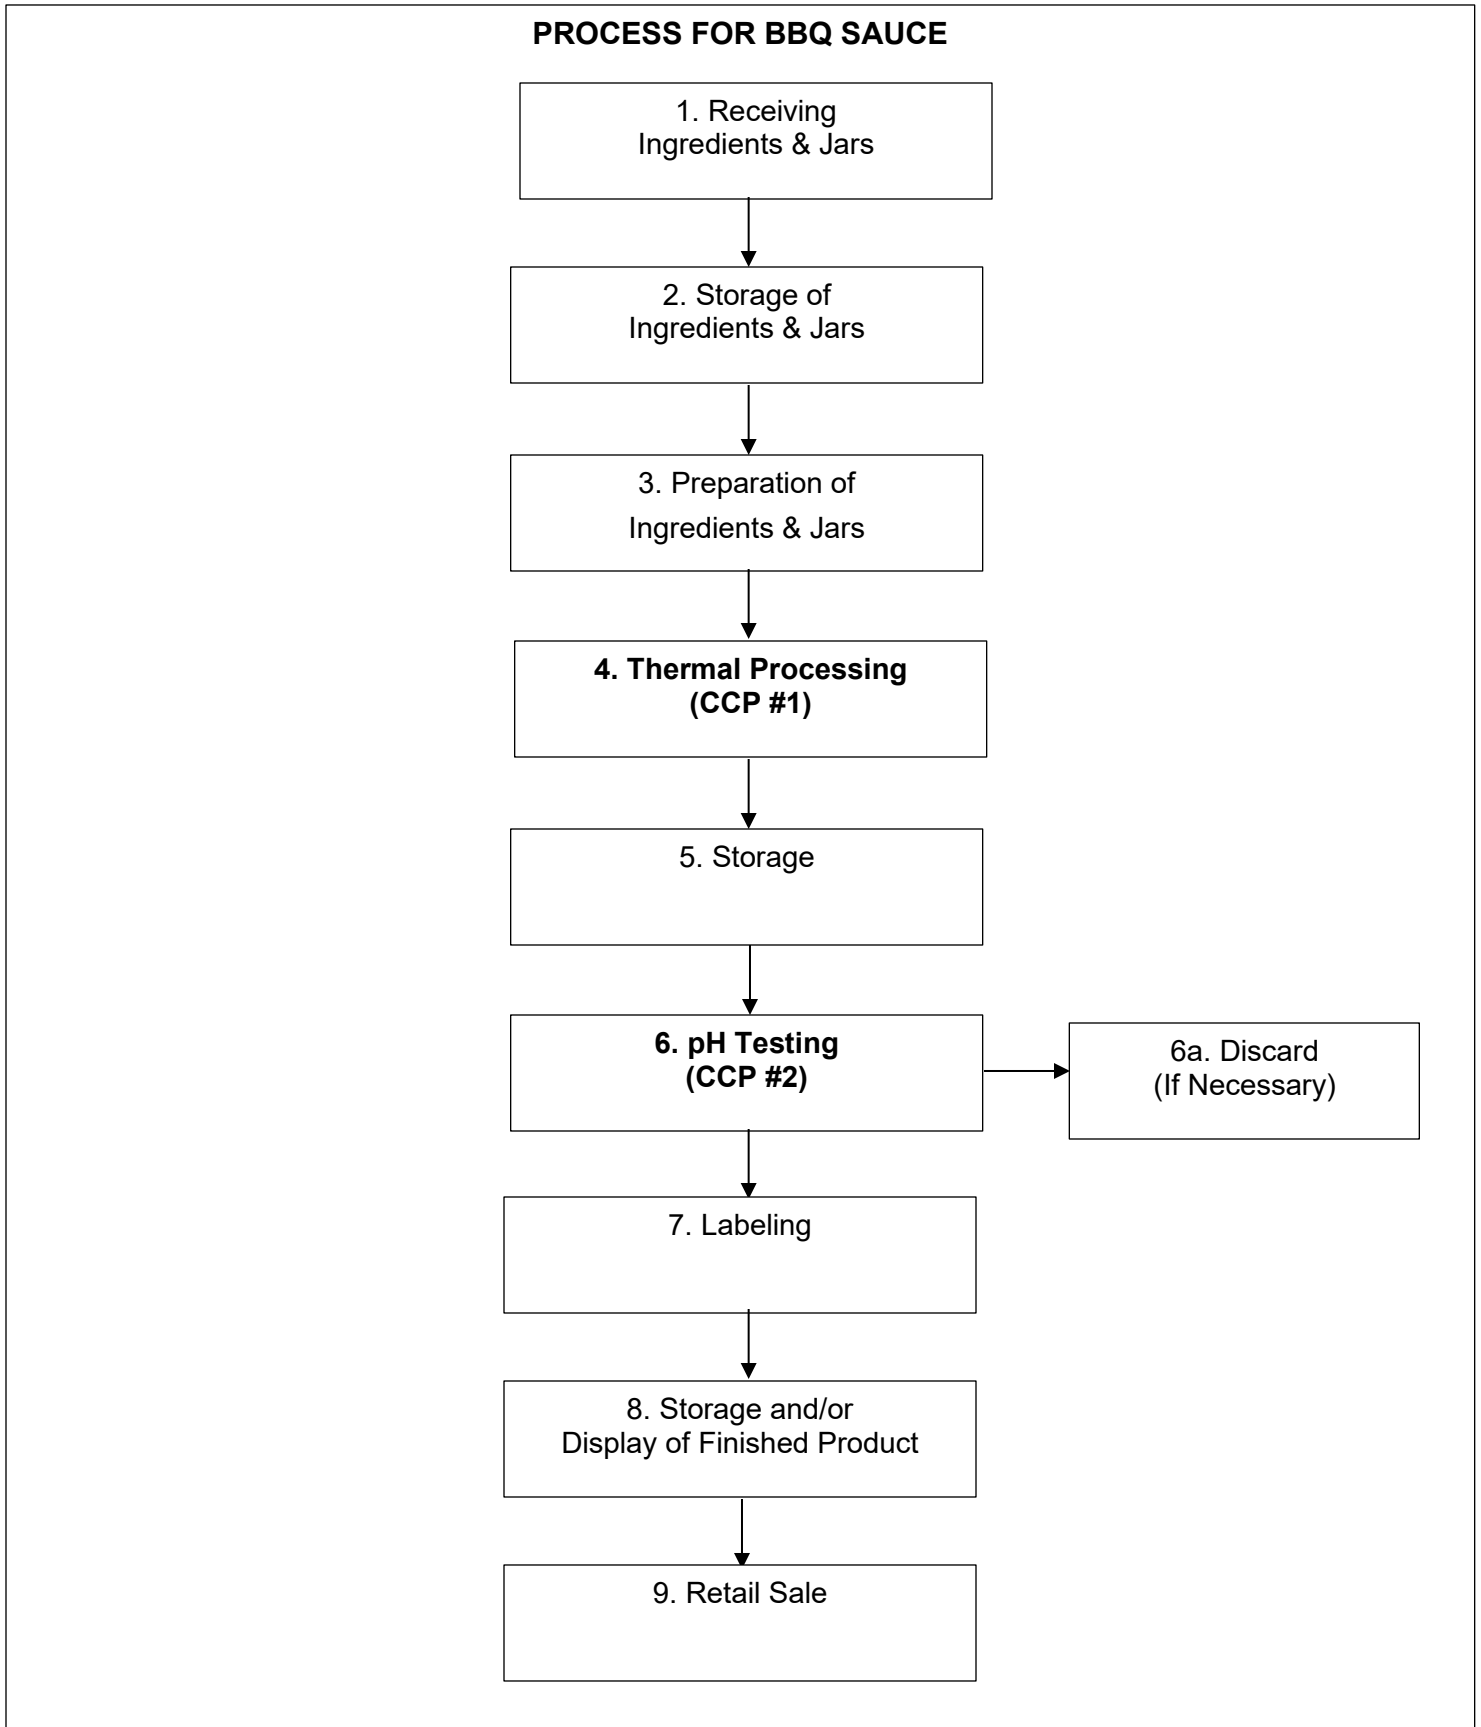 PROCESS FOR BBQ SAUCE
1. Receiving
Ingredients & Jars
2. Storage of
Ingredients & Jars
3. Preparation of
Ingredients & Jars
4. Thermal Processing
(CCP #1)
5. Storage
6. pH Testing
(CCP #2)
6a. Discard
(If Necessary)
7. Labeling
8. Storage and/or
Display of Finished Product
9. Retail Sale